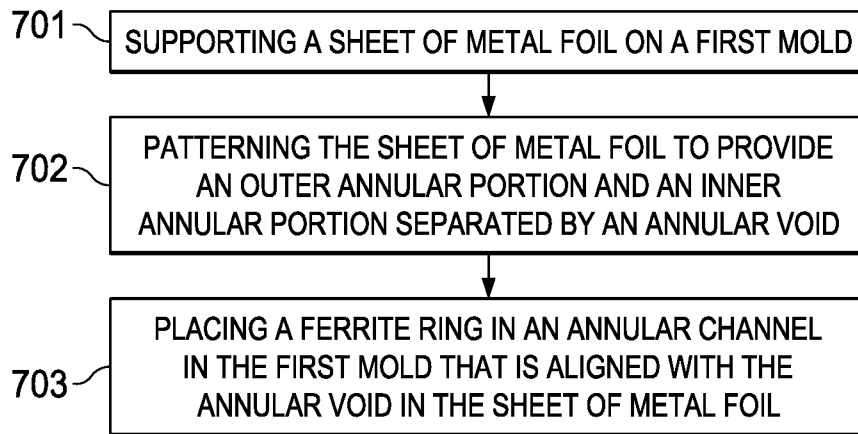 701
SUPPORTING A SHEET OF METAL FOIL ON A FIRST MOLD
702
PATTERNING THE SHEET OF METAL FOIL TO PROVIDE
AN OUTER ANNULAR PORTION AND AN INNER
ANNULAR PORTION SEPARATED BY AN ANNULAR VOID
703
PLACING A FERRITE RING IN AN ANNULAR CHANNEL
IN THE FIRST MOLD THAT IS ALIGNED WITH THE
ANNULAR VOID IN THE SHEET OF METAL FOIL